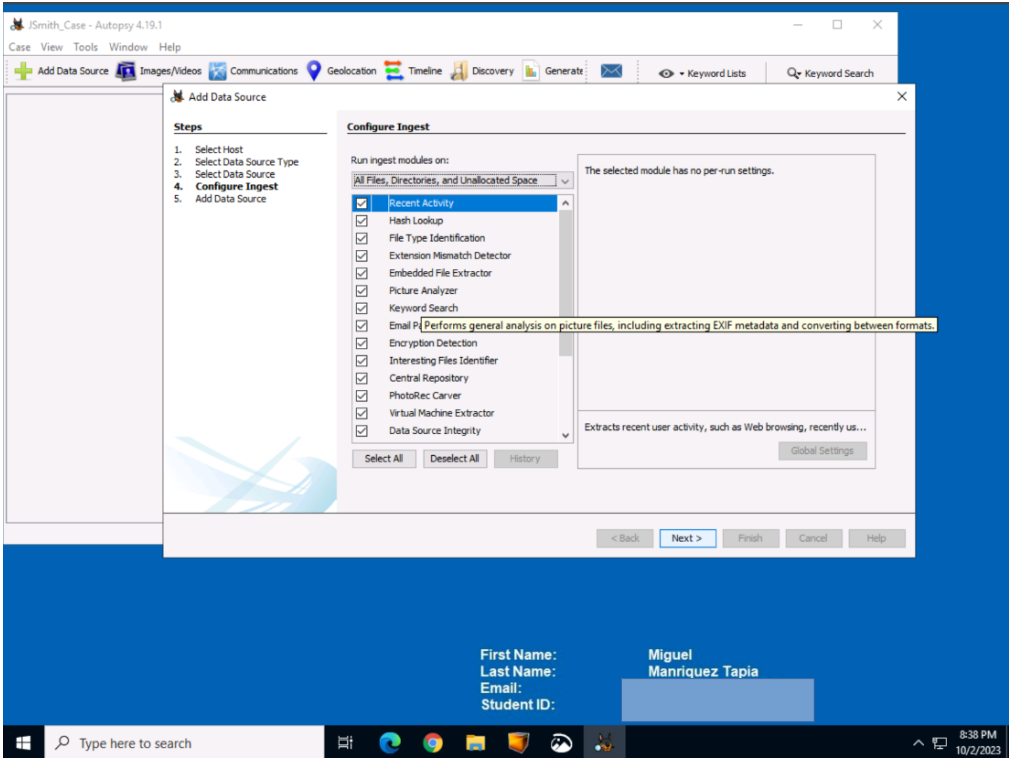 JSmith_Case - Autopsy 4.19.1
Case View Tools Window Help
Add Data Source Images/Videos Communications Geolocation Timeline Discovery Generate Keyword Lists Keyword Search
Add Data Source
Steps
1. Select Host
2. Select Data Source Type
3. Select Data Source
4. Configure Ingest
5. Add Data Source
Configure Ingest
Run ingest modules on:
All Files, Directories, and Unallocated Space
Recent Activity
Hash Lookup
File Type Identification
Extension Mismatch Detector
Embedded File Extractor
Picture Analyzer
Keyword Search
Email
Performs general analysis on picture files, including extracting EXIF metadata and converting between formats.
Encryption Detection
Interesting Files Identifier
Central Repository
PhotoRec Carver
Virtual Machine Extractor
Data Source Integrity
Select All Deselect All History
The selected module has no per-run settings.
Extracts recent user activity, such as Web browsing, recently us...
Global Settings
< Back Next > Finish Cancel Help
First Name: Miguel
Last Name: Manriquez Tapia
Email:
Student ID:
Type here to search
8:38 PM
10/2/2023